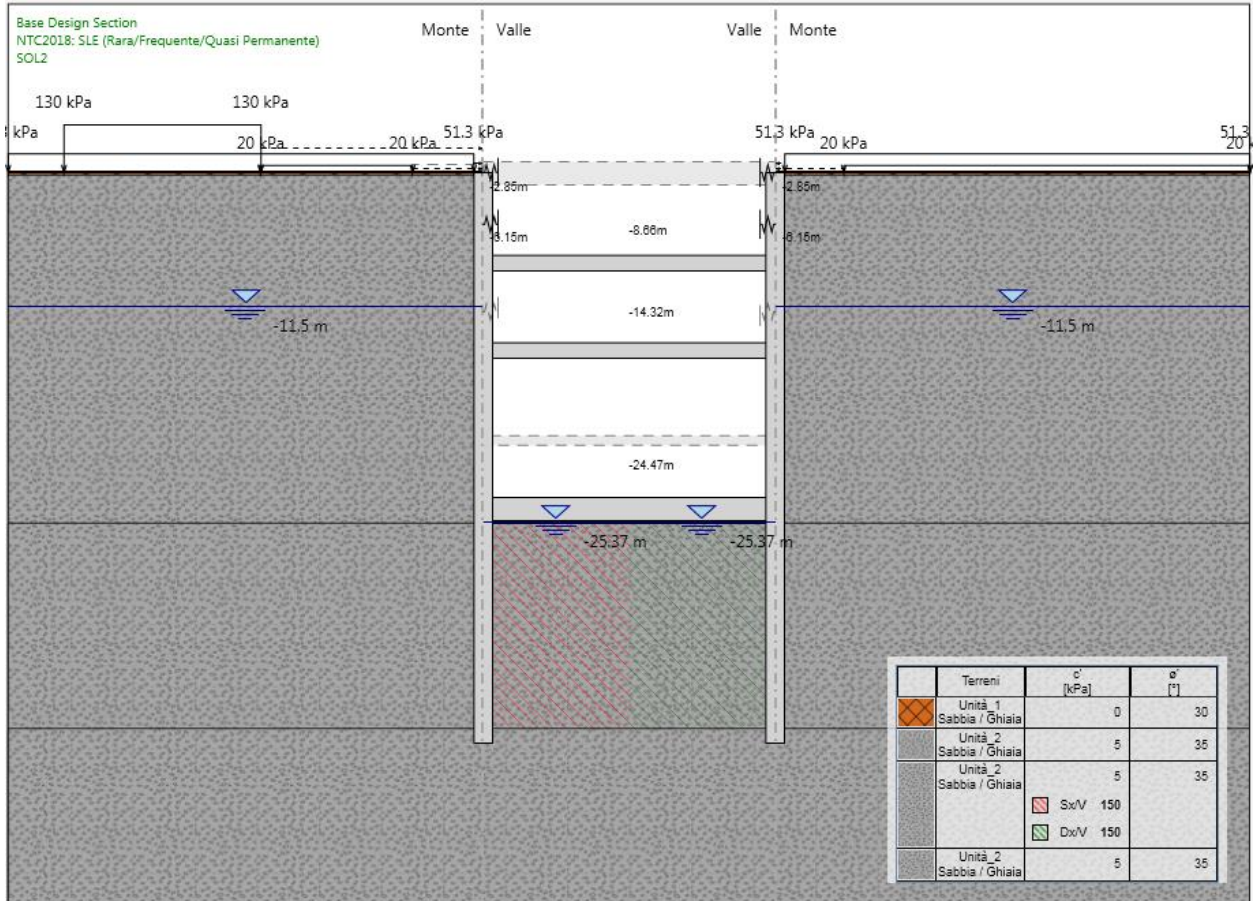 Base Design Section
NTC2018: SLE (Rara/Frequente/Quasi Permanente)
SOL2
Monte Valle Valle Monte
130 kPa 130 kPa
kPa 20 kPa 20 kPa 51.3 kPa 51.3 kPa 20 kPa 51.3
20
-2.85m -2.85m
-6.15m -8.66m -6.15m
-11.5 m -14.32m -11.5 m
-24.47m
-25.37 m -25.37 m
Terreni c' [kPa] ø' [°]
Unità_1
Sabbia / Ghiaia 0 30
Unità_2
Sabbia / Ghiaia 5 35
Unità_2
Sabbia / Ghiaia 5 35
Sx/V 150
Dx/V 150
Unità_2
Sabbia / Ghiaia 5 35